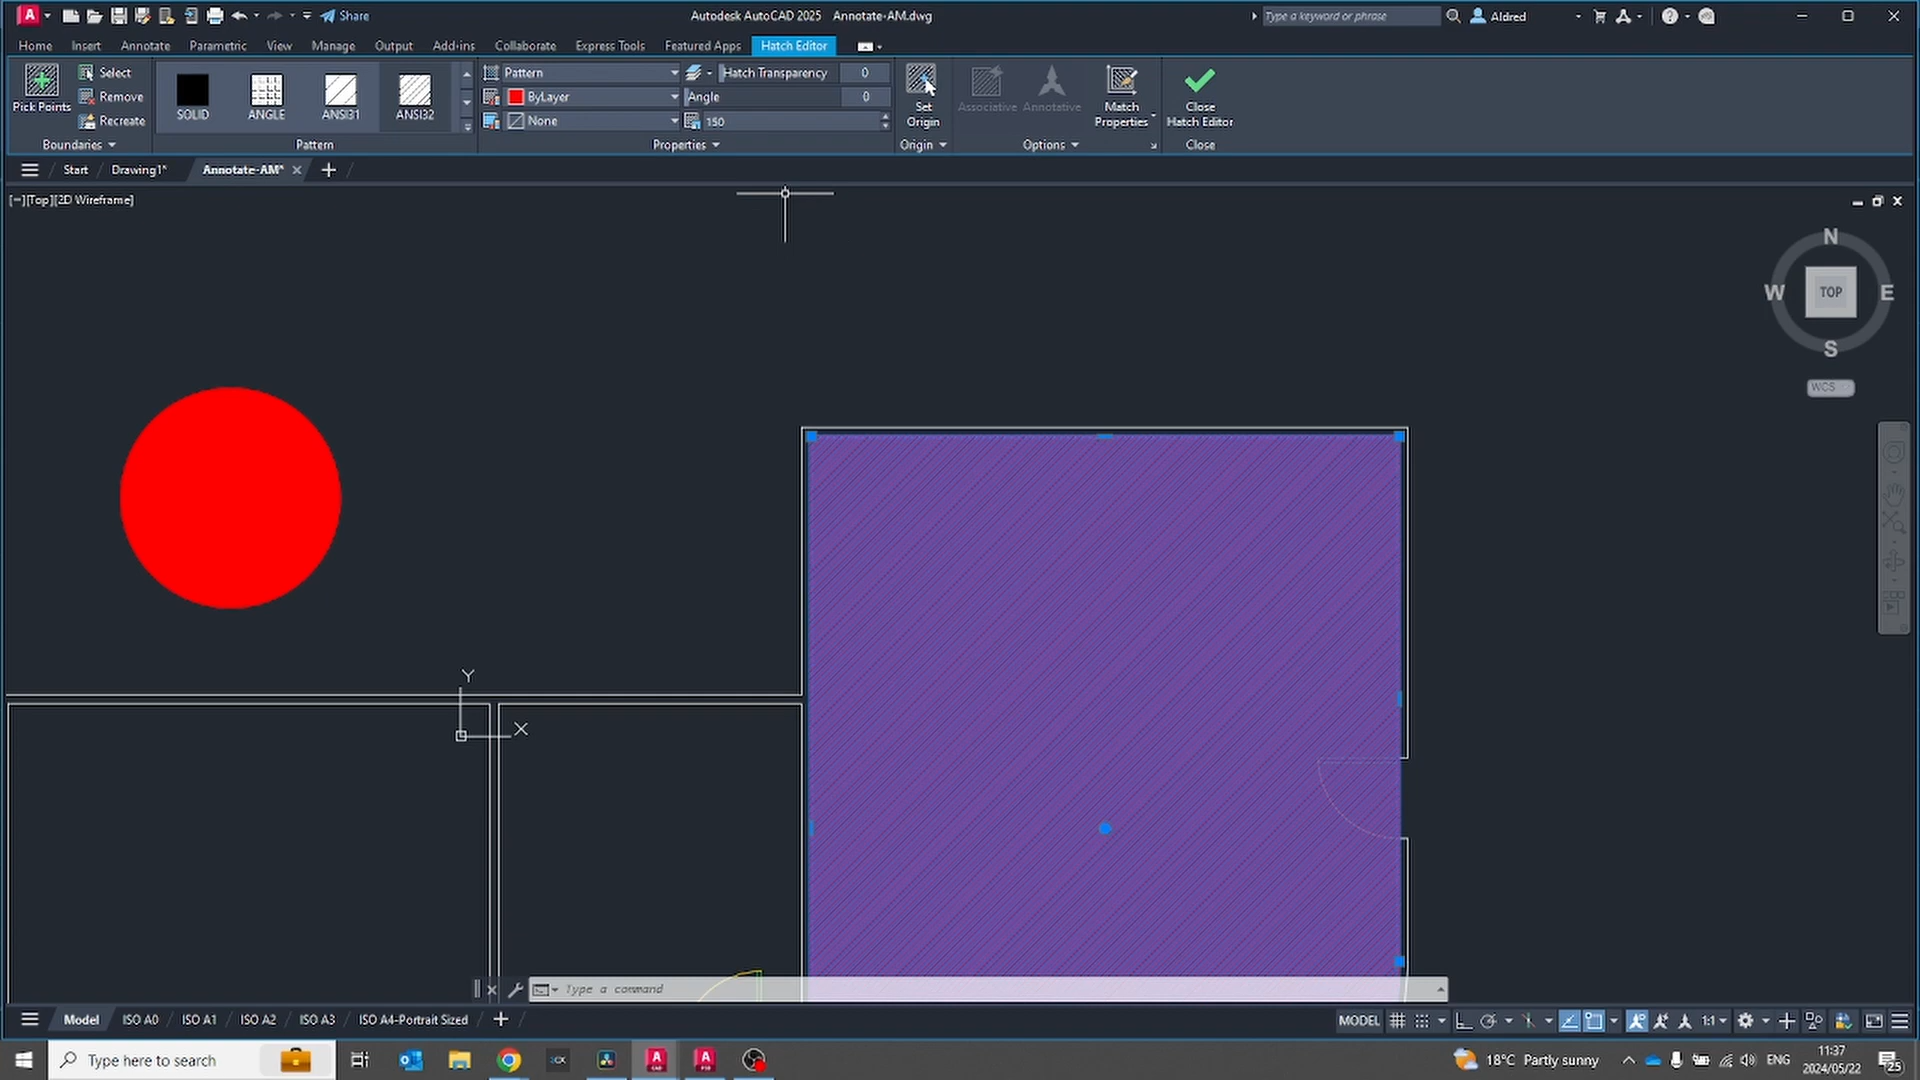 Share
Autodesk AutoCAD 2025 Annotate-AM.dwg
Type a keyword or phrase
Aldred
Home Insert Annotate Parametric View Manage Output Add-ins Collaborate Express Tools Featured Apps Hatch Editor
Pick Points
Select
Remove
Recreate
Boundaries
SOLID
ANGLE
ANSI31
ANSI32
Pattern
Pattern
ByLayer
None
Hatch Transparency 0
Angle 0
150
Properties
Set
Origin
Origin
Associative
Annotative
Match
Properties
Options
Close
Hatch Editor
Close
Start Drawing1* Annotate-AM*
[−][Top][2D Wireframe]
N
W TOP E
S
WCS
Y
X
Type a command
Model ISO A0 ISO A1 ISO A2 ISO A3 ISO A4-Portrait Sized
MODEL
1:1
Type here to search
18°C Partly sunny
ENG
11:37
2024/05/22
25